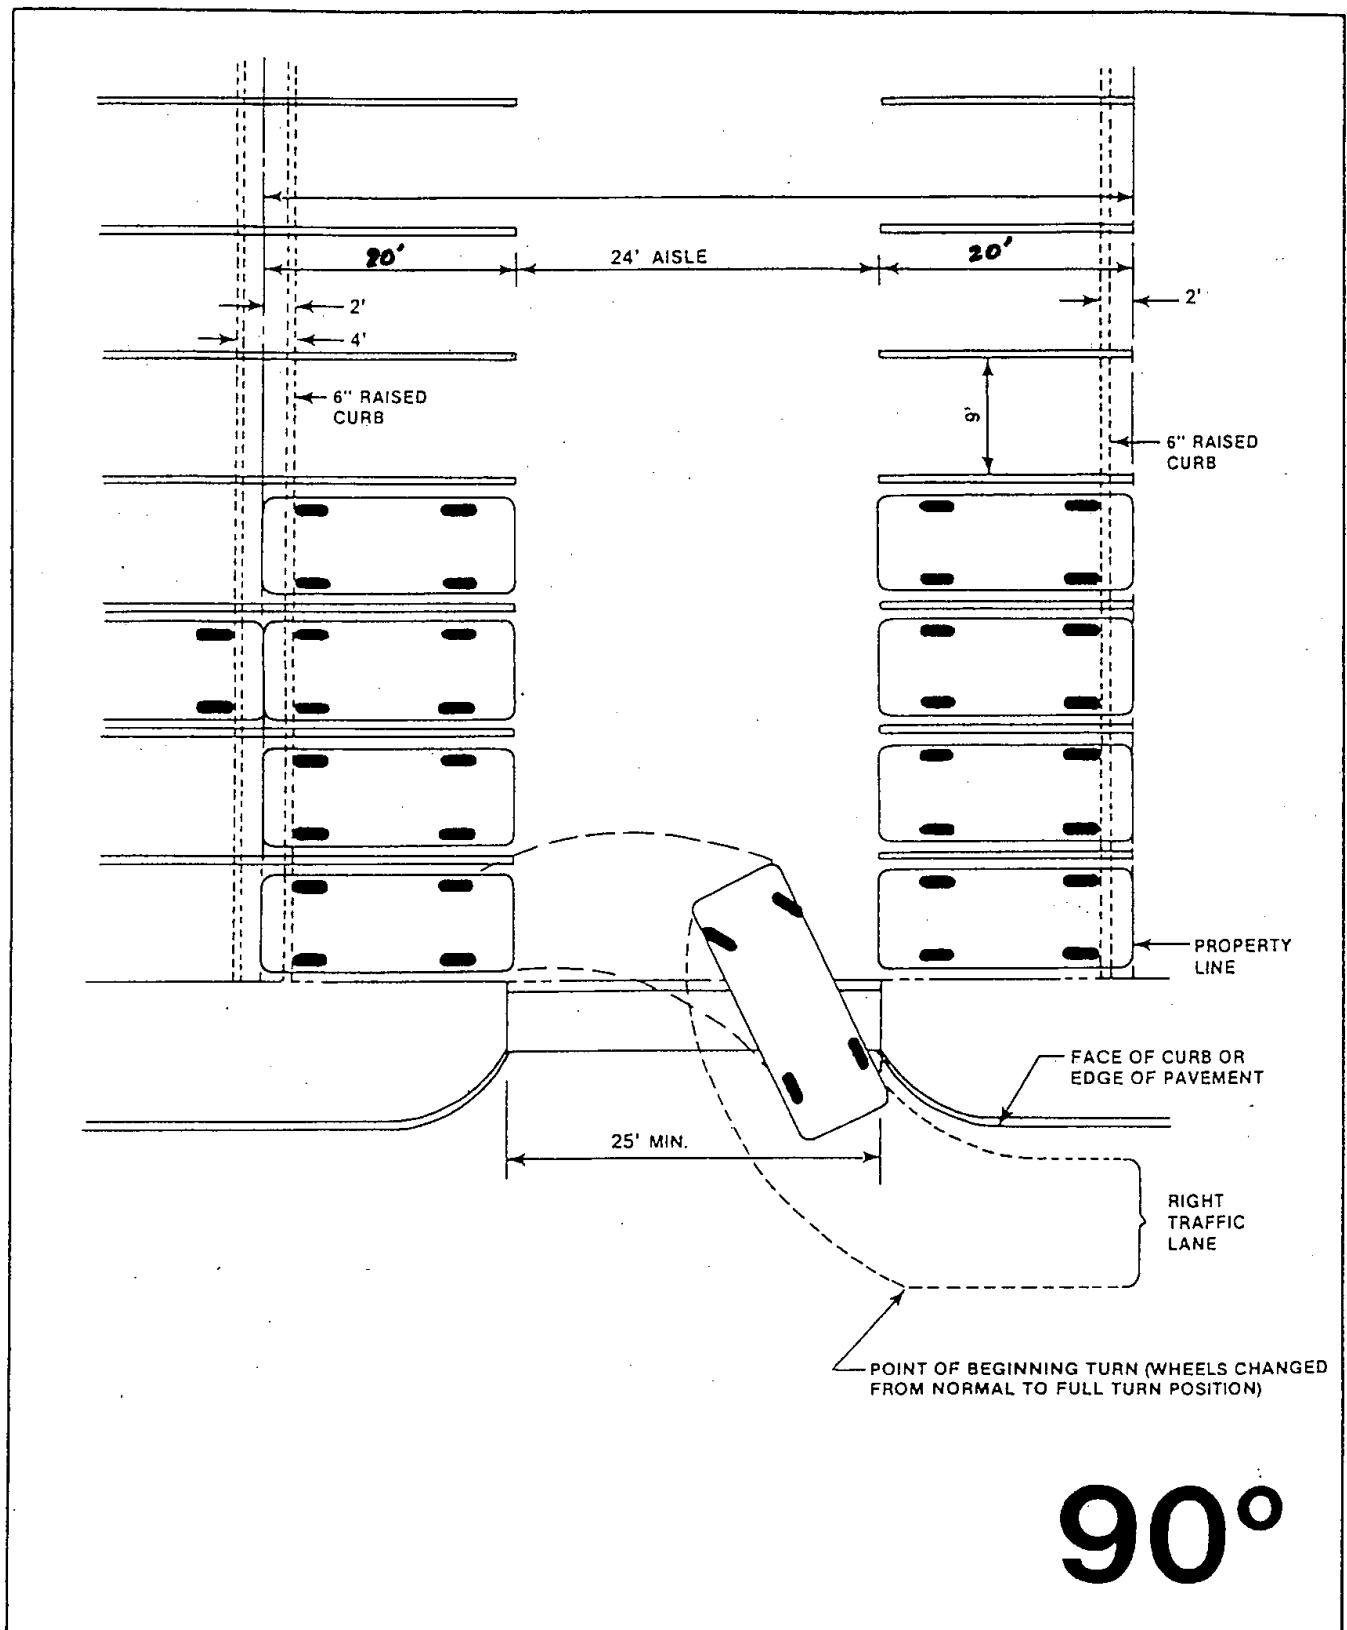 20'
24' AISLE
20'
2'
2'
4'
6" RAISED
CURB
9'
6" RAISED
CURB
PROPERTY
LINE
FACE OF CURB OR
EDGE OF PAVEMENT
25' MIN.
RIGHT
TRAFFIC
LANE
POINT OF BEGINNING TURN (WHEELS CHANGED
FROM NORMAL TO FULL TURN POSITION)
90°